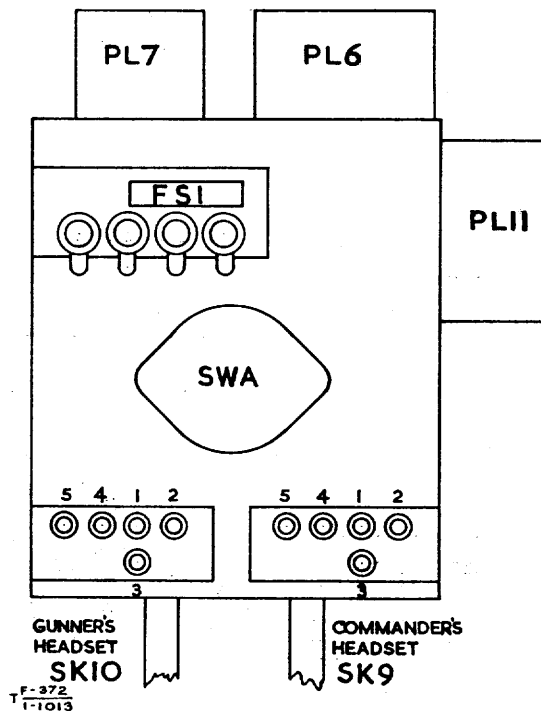 PL7
PL6
FS1
PL11
SWA
5 4 1 2
5 4 1 2
3
3
GUNNER'S
HEADSET
SK10
COMMANDER'S
HEADSET
SK9
T F-372
1-1013